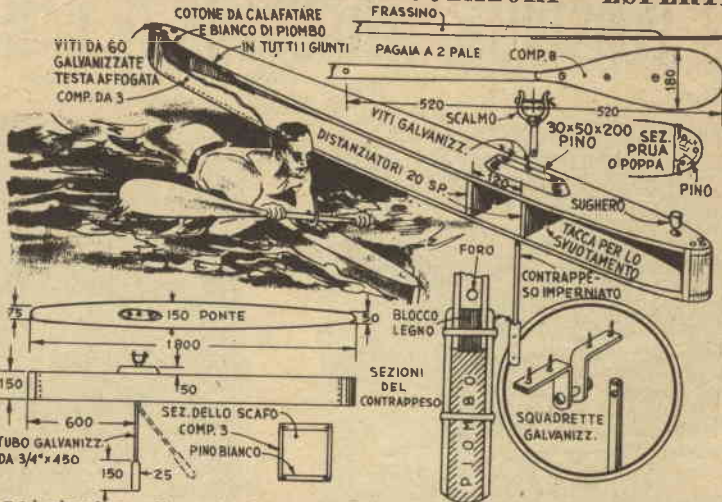 ESPERTI
COTONE DA CALAFATARE
E BIANCO DI PIOMBO
IN TUTTI I GIUNTI
VITI DA 60
GALVANIZZATE
TESTA AFFOGATA
COMP. DA 3
FRASSINO
PAGAIA A 2 PALE
COMP. 8
180
520
520
SCALMO
VITI GALVANIZZ.
30×50×200
PINO
SEZ.
PRUA
O POPPA
PINO
DISTANZIATORI 20 SP.
120
SUGHERO
TACCA PER LO
SVUOTAMENTO
CONTRAPPE-
SO IMPERNIATO
FORO
BLOCCO
LEGNO
PIOMBO
SQUADRETTE
GALVANIZZ.
75
150 PONTE
50
1800
150
50
SEZIONI
DEL
CONTRAPPESO
600
SEZ. DELLO SCAFO
COMP. 3
PINO BIANCO
TUBO GALVANIZZ.
DA 3/4"×450
150
25